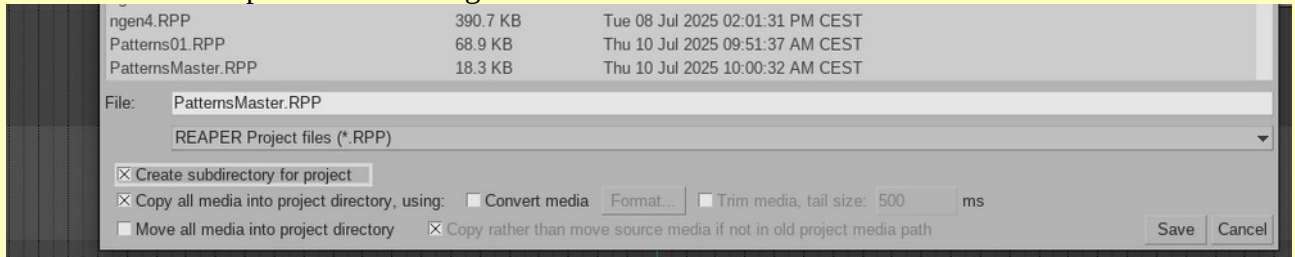 ngen4.RPP 390.7 KB Tue 08 Jul 2025 02:01:31 PM CEST
Patterns01.RPP 68.9 KB Thu 10 Jul 2025 09:51:37 AM CEST
PatternsMaster.RPP 18.3 KB Thu 10 Jul 2025 10:00:32 AM CEST
File: PatternsMaster.RPP
REAPER Project files (*.RPP)
Create subdirectory for project
Copy all media into project directory, using: Convert media Format... Trim media, tail size: 500 ms
Move all media into project directory Copy rather than move source media if not in old project media path Save Cancel